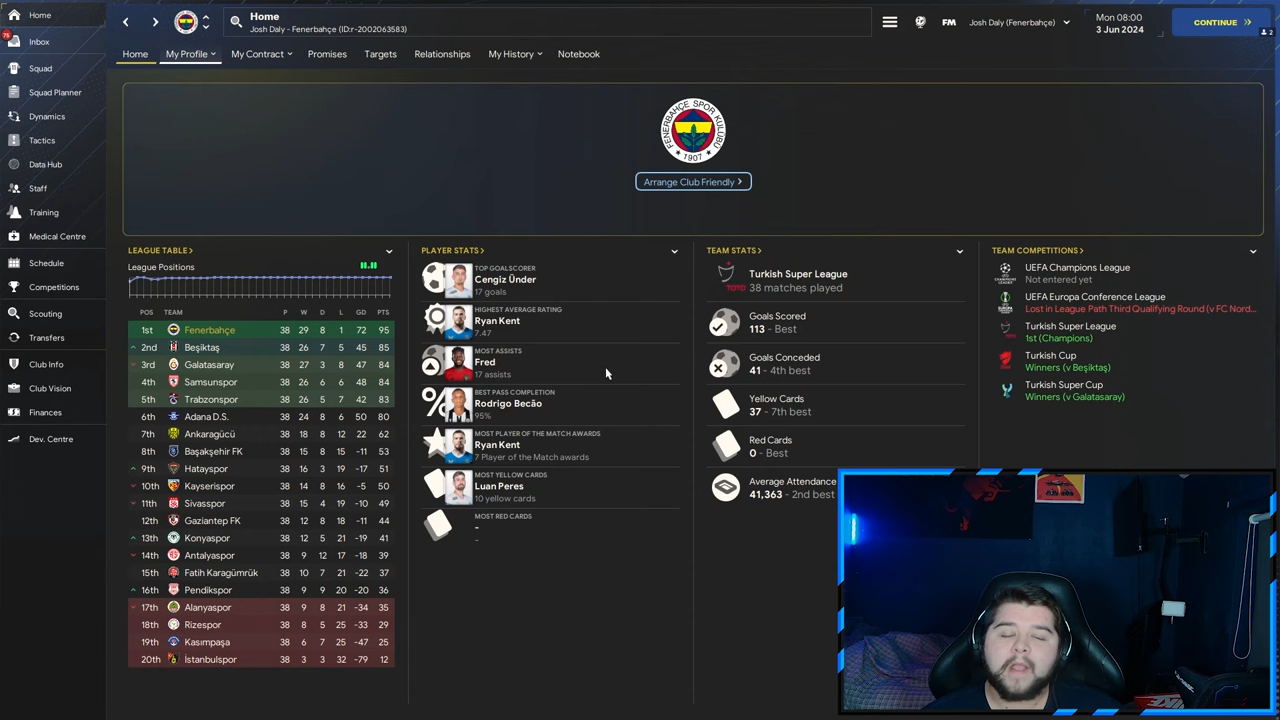 Home
Josh Daly - Fenerbahçe (ID:r-2002063583)
FM
Josh Daly (Fenerbahçe)
Mon 08:00
3 Jun 2024
CONTINUE
2
Home
75
Inbox
Squad
Squad Planner
Dynamics
Tactics
Data Hub
Staff
Training
Medical Centre
Schedule
Competitions
Scouting
Transfers
Club Info
Club Vision
Finances
Dev. Centre
Home
My Profile
My Contract
Promises
Targets
Relationships
My History
Notebook
FENERBAHÇE SPOR KULÜBÜ
1907
Arrange Club Friendly >
LEAGUE TABLE >
League Positions
POS TEAM P W D L GD PTS
1st Fenerbahçe 38 29 8 1 72 95
2nd Beşiktaş 38 26 7 5 45 85
3rd Galatasaray 38 27 3 8 47 84
4th Samsunspor 38 26 6 6 48 84
5th Trabzonspor 38 26 5 7 42 83
6th Adana D.S. 38 24 8 6 50 80
7th Ankaragücü 38 18 8 12 22 62
8th Başakşehir FK 38 15 8 15 -11 53
9th Hatayspor 38 16 3 19 -17 51
10th Kayserispor 38 14 8 16 -5 50
11th Sivasspor 38 15 4 19 -10 49
12th Gaziantep FK 38 12 8 18 -11 44
13th Konyaspor 38 12 5 21 -19 41
14th Antalyaspor 38 9 12 17 -18 39
15th Fatih Karagümrük 38 10 7 21 -22 37
16th Pendikspor 38 9 9 20 -20 36
17th Alanyaspor 38 9 8 21 -34 35
18th Rizespor 38 8 5 25 -33 29
19th Kasımpaşa 38 6 7 25 -47 25
20th İstanbulspor 38 3 3 32 -79 12
PLAYER STATS >
TOP GOALSCORER
Cengiz Ünder
17 goals
HIGHEST AVERAGE RATING
Ryan Kent
7.47
MOST ASSISTS
Fred
17 assists
BEST PASS COMPLETION
Rodrigo Becão
95%
MOST PLAYER OF THE MATCH AWARDS
Ryan Kent
7 Player of the Match awards
MOST YELLOW CARDS
Luan Peres
10 yellow cards
MOST RED CARDS
-
-
TEAM STATS >
TOTO
Turkish Super League
38 matches played
Goals Scored
113 - Best
Goals Conceded
41 - 4th best
Yellow Cards
37 - 7th best
Red Cards
0 - Best
Average Attendance
41,363 - 2nd best
TEAM COMPETITIONS >
UEFA Champions League
Not entered yet
UEFA Europa Conference League
Lost in League Path Third Qualifying Round (v FC Nord...
Turkish Super League
1st (Champions)
Turkish Cup
Winners (v Beşiktaş)
Turkish Super Cup
Winners (v Galatasaray)